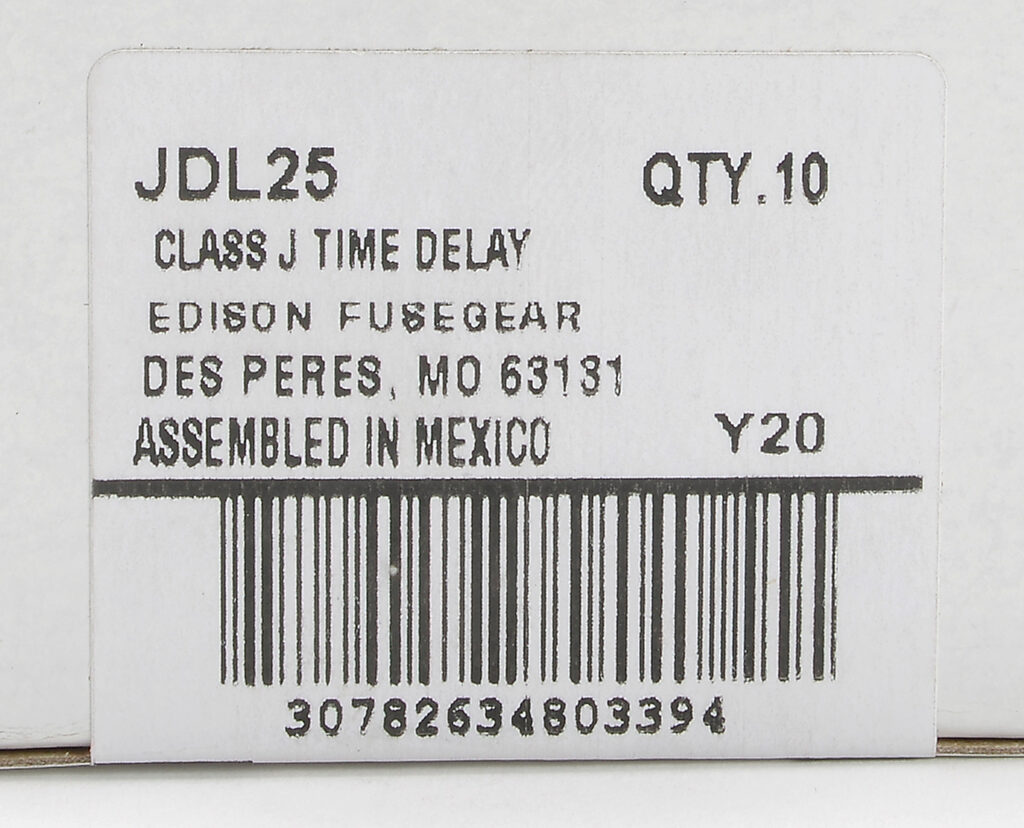 JDL25 QTY.10
CLASS J TIME DELAY
EDISON FUSEGEAR
DES PERES, MO 63131
ASSEMBLED IN MEXICO Y20
30782634803394